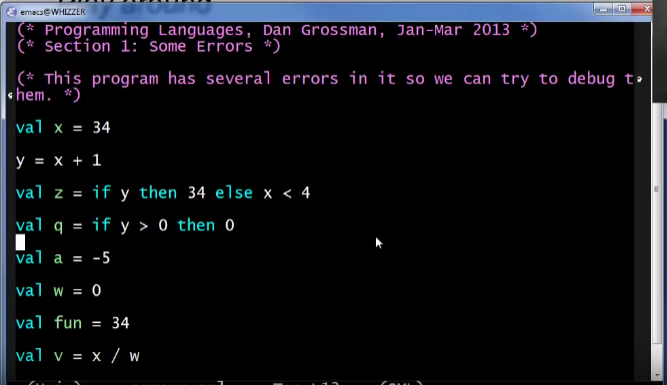 emacs@WHIZZER
(* Programming Languages, Dan Grossman, Jan-Mar 2013 *)
(* Section 1: Some Errors *)
(* This program has several errors in it so we can try to debug t
hem. *)
val x = 34
y = x + 1
val z = if y then 34 else x < 4
val q = if y > 0 then 0
val a = -5
val w = 0
val fun = 34
val v = x / w